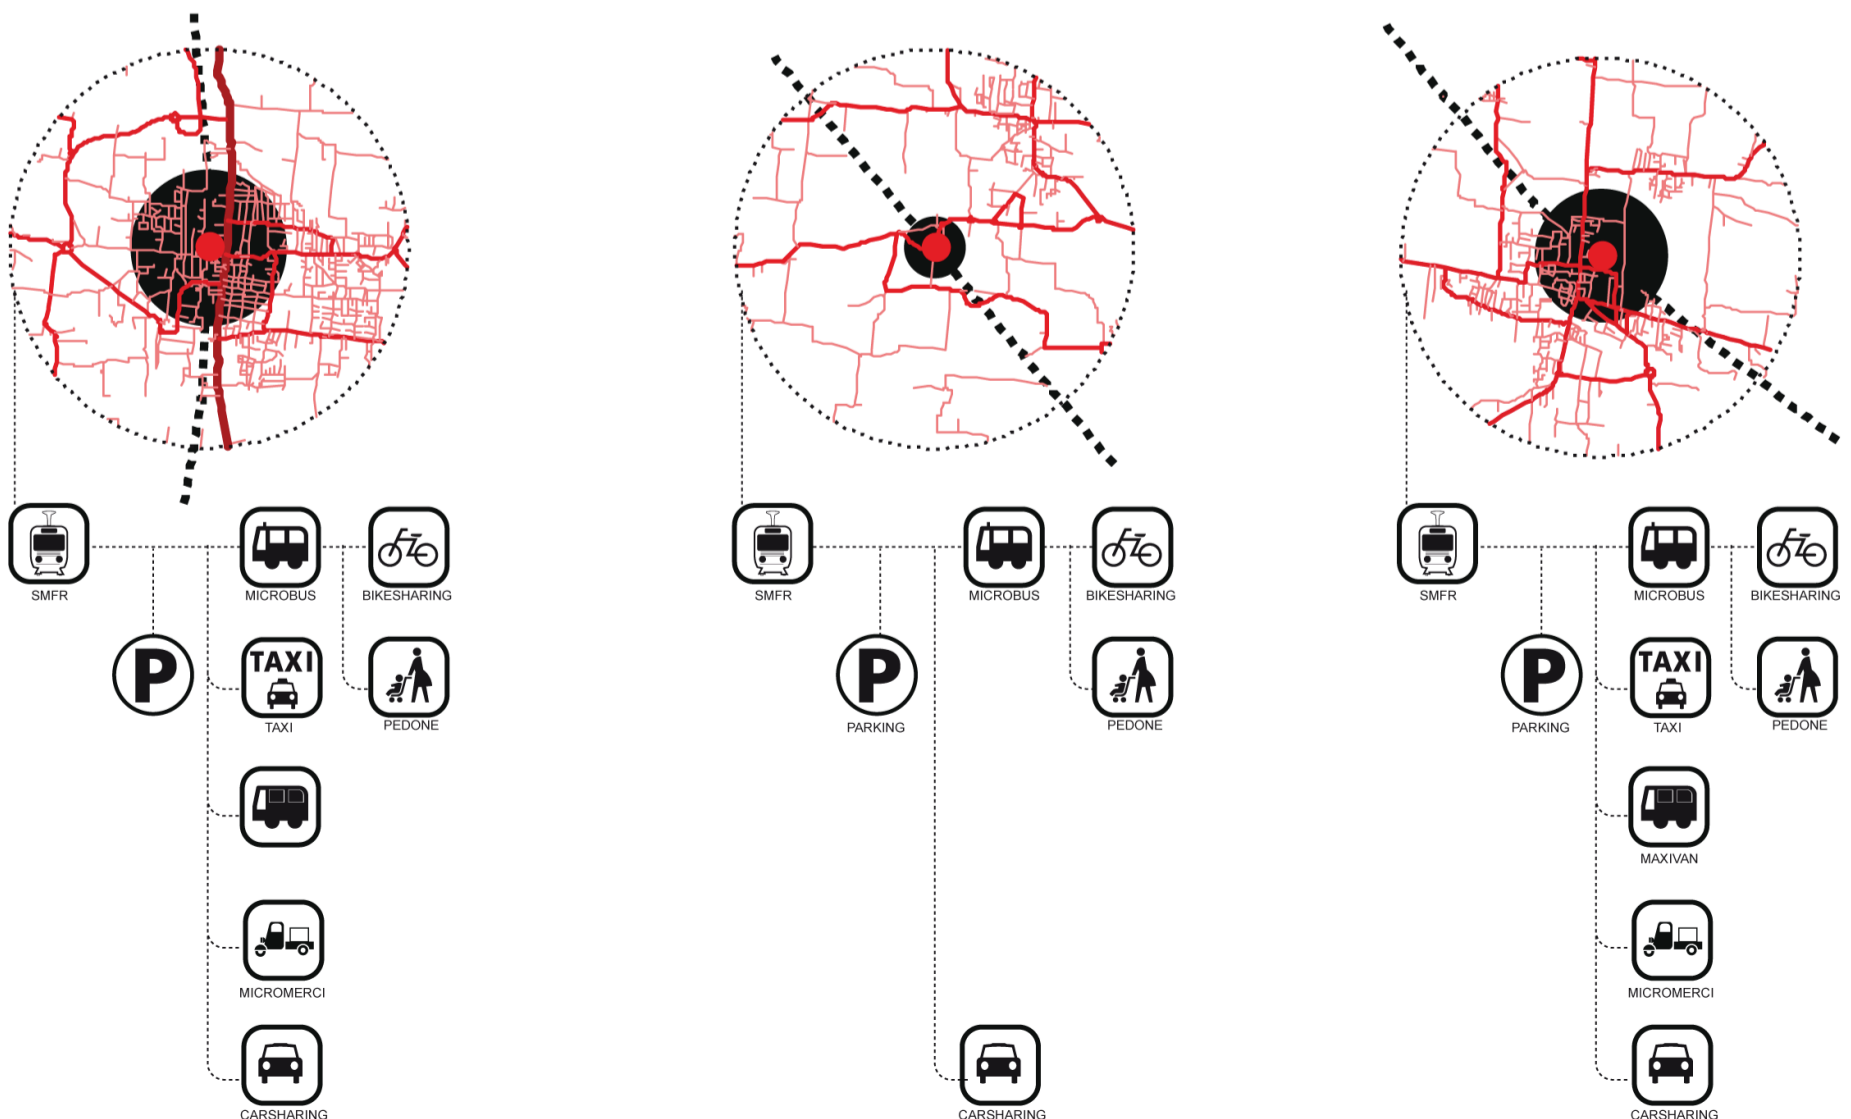 SMFR
MICROBUS
BIKESHARING
P
TAXI
TAXI
PEDONE
MICROMERCI
CARSHARING
SMFR
MICROBUS
BIKESHARING
P
PARKING
PEDONE
CARSHARING
SMFR
MICROBUS
BIKESHARING
P
PARKING
TAXI
TAXI
PEDONE
MAXIVAN
MICROMERCI
CARSHARING